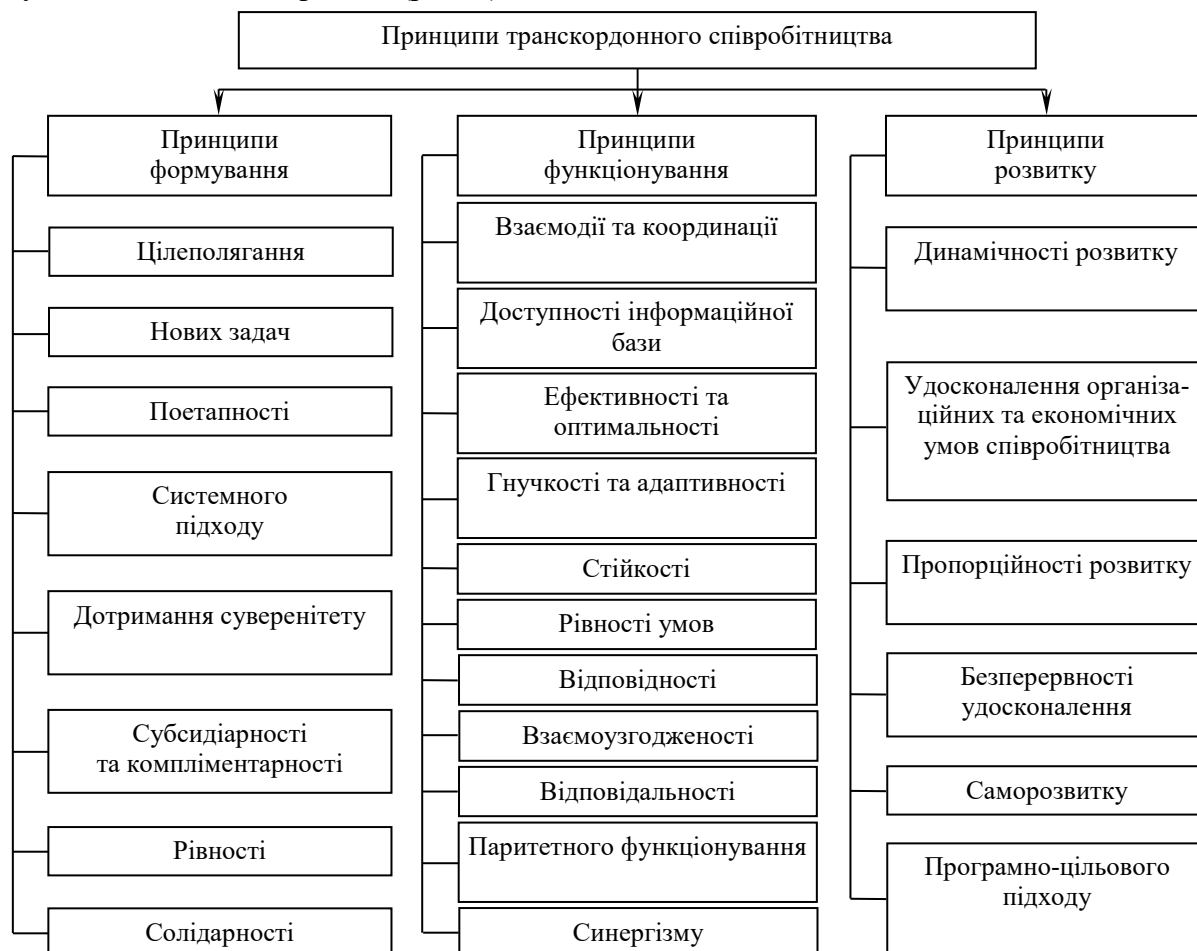 Принципи транскордонного співробітництва
Принципи
формування
Цілеполягання
Нових задач
Поетапності
Системного
підходу
Дотримання суверенітету
Субсидіарності
та компліментарності
Рівності
Солідарності
Принципи
функціонування
Взаємодії та координації
Доступності інформаційної
бази
Ефективності та
оптимальності
Гнучкості та адаптивності
Стійкості
Рівності умов
Відповідності
Взаємоузгодженості
Відповідальності
Паритетного функціонування
Синергізму
Принципи
розвитку
Динамічності розвитку
Удосконалення організа-
ційних та економічних
умов співробітництва
Пропорційності розвитку
Безперервності
удосконалення
Саморозвитку
Програмно-цільового
підходу